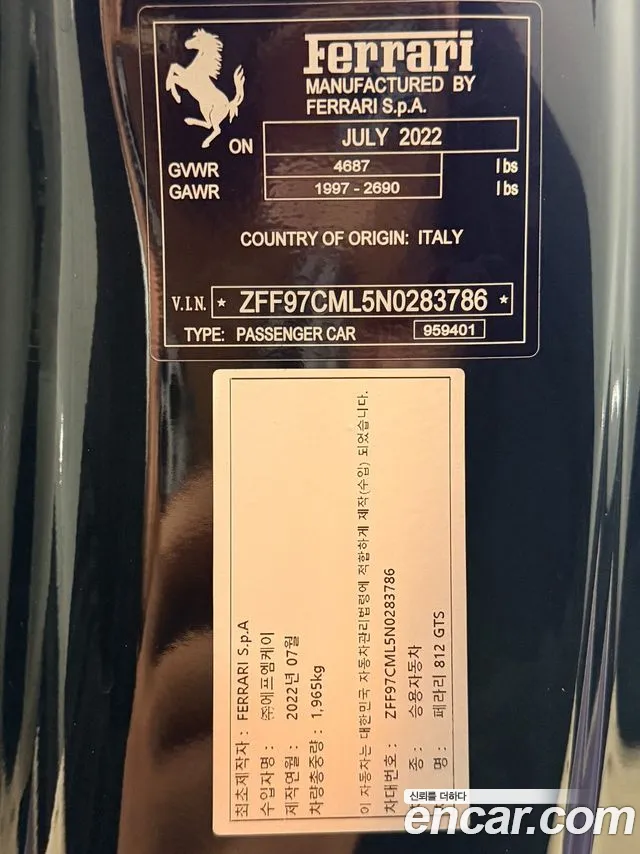 Ferrari
MANUFACTURED BY
FERRARI S.p.A.
ON JULY 2022
GVWR 4687 lbs
GAWR 1997 - 2690 lbs
COUNTRY OF ORIGIN: ITALY
V.I.N. * ZFF97CML5N0283786 *
TYPE: PASSENGER CAR 959401
최초제작자 : FERRARI S.p.A
수입자명 : ㈜에프엠케이
제작연월 : 2022년 07월
차량총중량 : 1,965kg
이 자동차는 대한민국 자동차관리법령에 적합하게 제작(수입) 되었습니다.
차대번호 : ZFF97CML5N0283786
종 : 승용자동차
명 : 페라리 812 GTS
신뢰를 더하다
encar.com